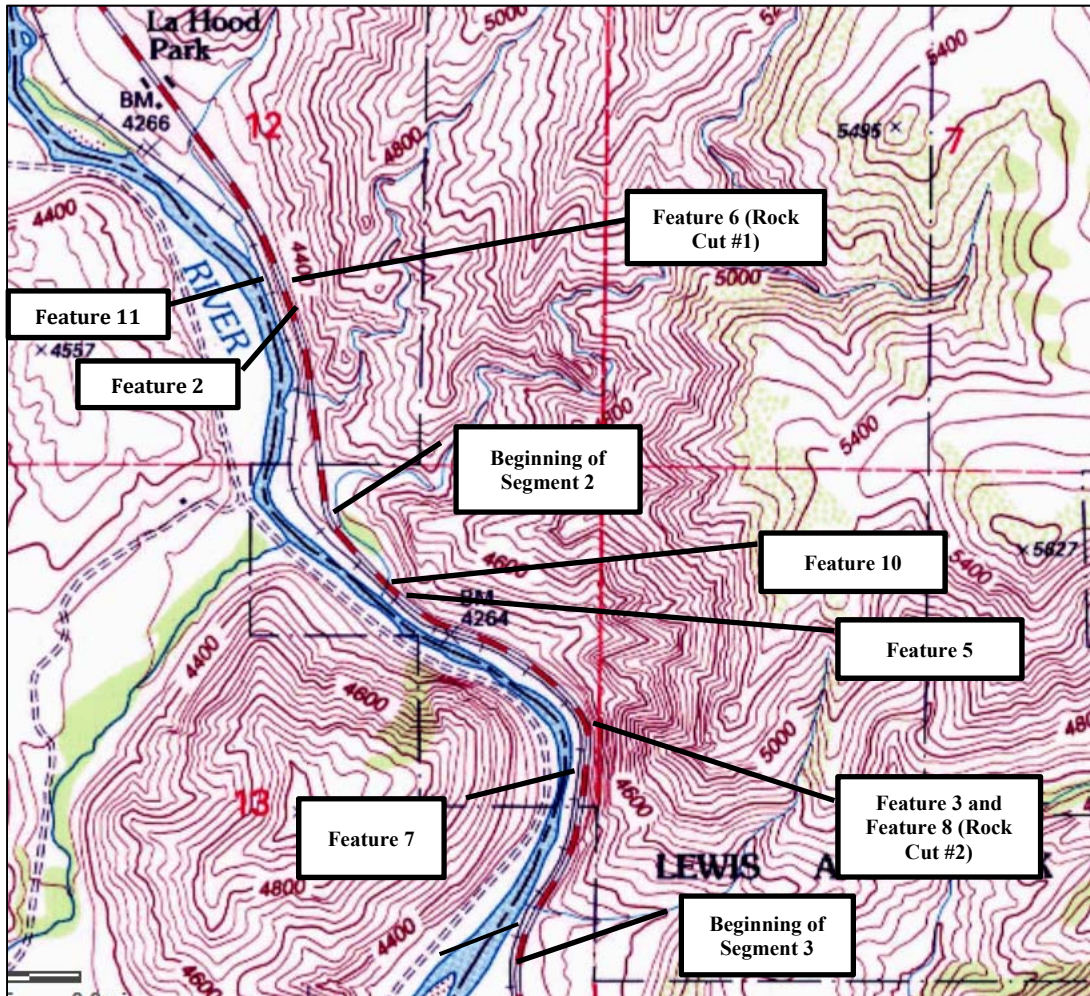 La Hood
Park
BM
4266
12
5000
5400
5495
7
4400
4800
Feature 6 (Rock
Cut #1)
4400
5000
RIVER
Feature 11
4557
Feature 2
5400
Beginning of
Segment 2
4600
5627
5400
Feature 10
BM
4264
4400
Feature 5
4600
5000
4600
13
Feature 7
Feature 3 and
Feature 8 (Rock
Cut #2)
LEWIS
4800
4400
Beginning of
Segment 3
4600